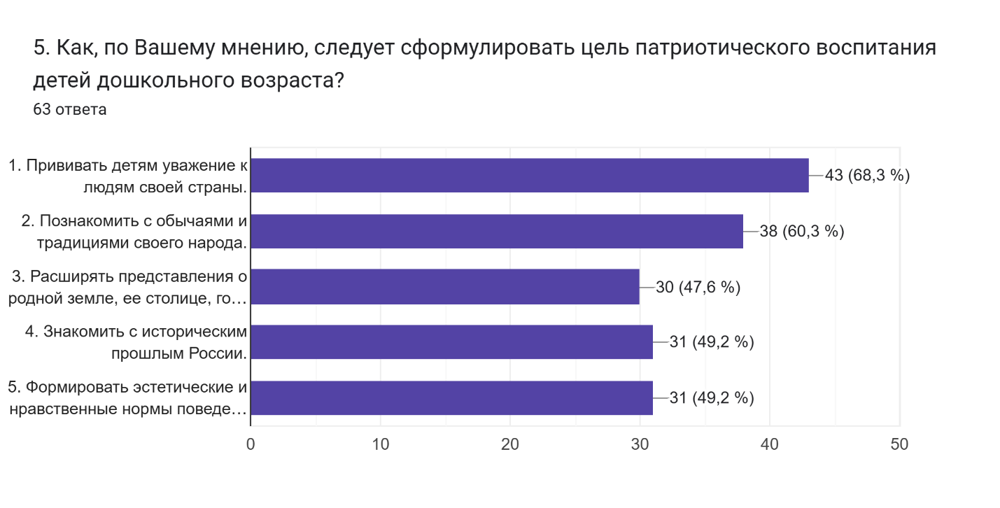 5. Как, по Вашему мнению, следует сформулировать цель патриотического воспитания
детей дошкольного возраста?
63 ответа
1. Прививать детям уважение к
людям своей страны.
43 (68,3 %)
2. Познакомить с обычаями и
традициями своего народа.
38 (60,3 %)
3. Расширять представления о
родной земле, ее столице, го…
30 (47,6 %)
4. Знакомить с историческим
прошлым России.
31 (49,2 %)
5. Формировать эстетические и
нравственные нормы поведе…
31 (49,2 %)
0 10 20 30 40 50